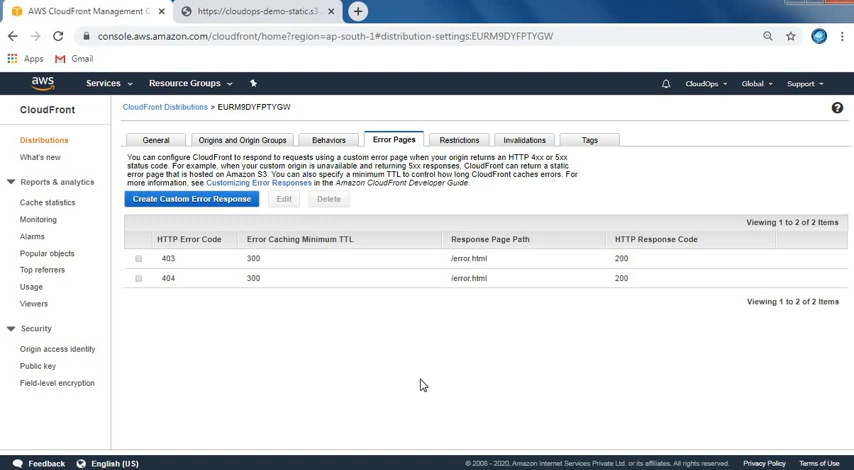 AWS CloudFront Management C
https://cloudops-demo-static.s3
console.aws.amazon.com/cloudfront/home?region=ap-south-1#distribution-settings:EURM9DYFPTYGW
Apps Gmail
aws Services Resource Groups CloudOps Global Support
CloudFront
CloudFront Distributions > EURM9DYFPTYGW
Distributions
What's new
Reports & analytics
Cache statistics
Monitoring
Alarms
Popular objects
Top referrers
Usage
Viewers
Security
Origin access identity
Public key
Field-level encryption
General Origins and Origin Groups Behaviors Error Pages Restrictions Invalidations Tags
You can configure CloudFront to respond to requests using a custom error page when your origin returns an HTTP 4xx or 5xx
status code. For example, when your custom origin is unavailable and returning 5xx responses, CloudFront can return a static
error page that is hosted on Amazon S3. You can also specify a minimum TTL to control how long CloudFront caches errors. For
more information, see Customizing Error Responses in the Amazon CloudFront Developer Guide.
Create Custom Error Response Edit Delete
Viewing 1 to 2 of 2 Items
HTTP Error Code Error Caching Minimum TTL Response Page Path HTTP Response Code
403 300 /error.html 200
404 300 /error.html 200
Viewing 1 to 2 of 2 Items
Feedback English (US) © 2008 - 2020, Amazon Internet Services Private Ltd. or its affiliates. All rights reserved. Privacy Policy Terms of Use